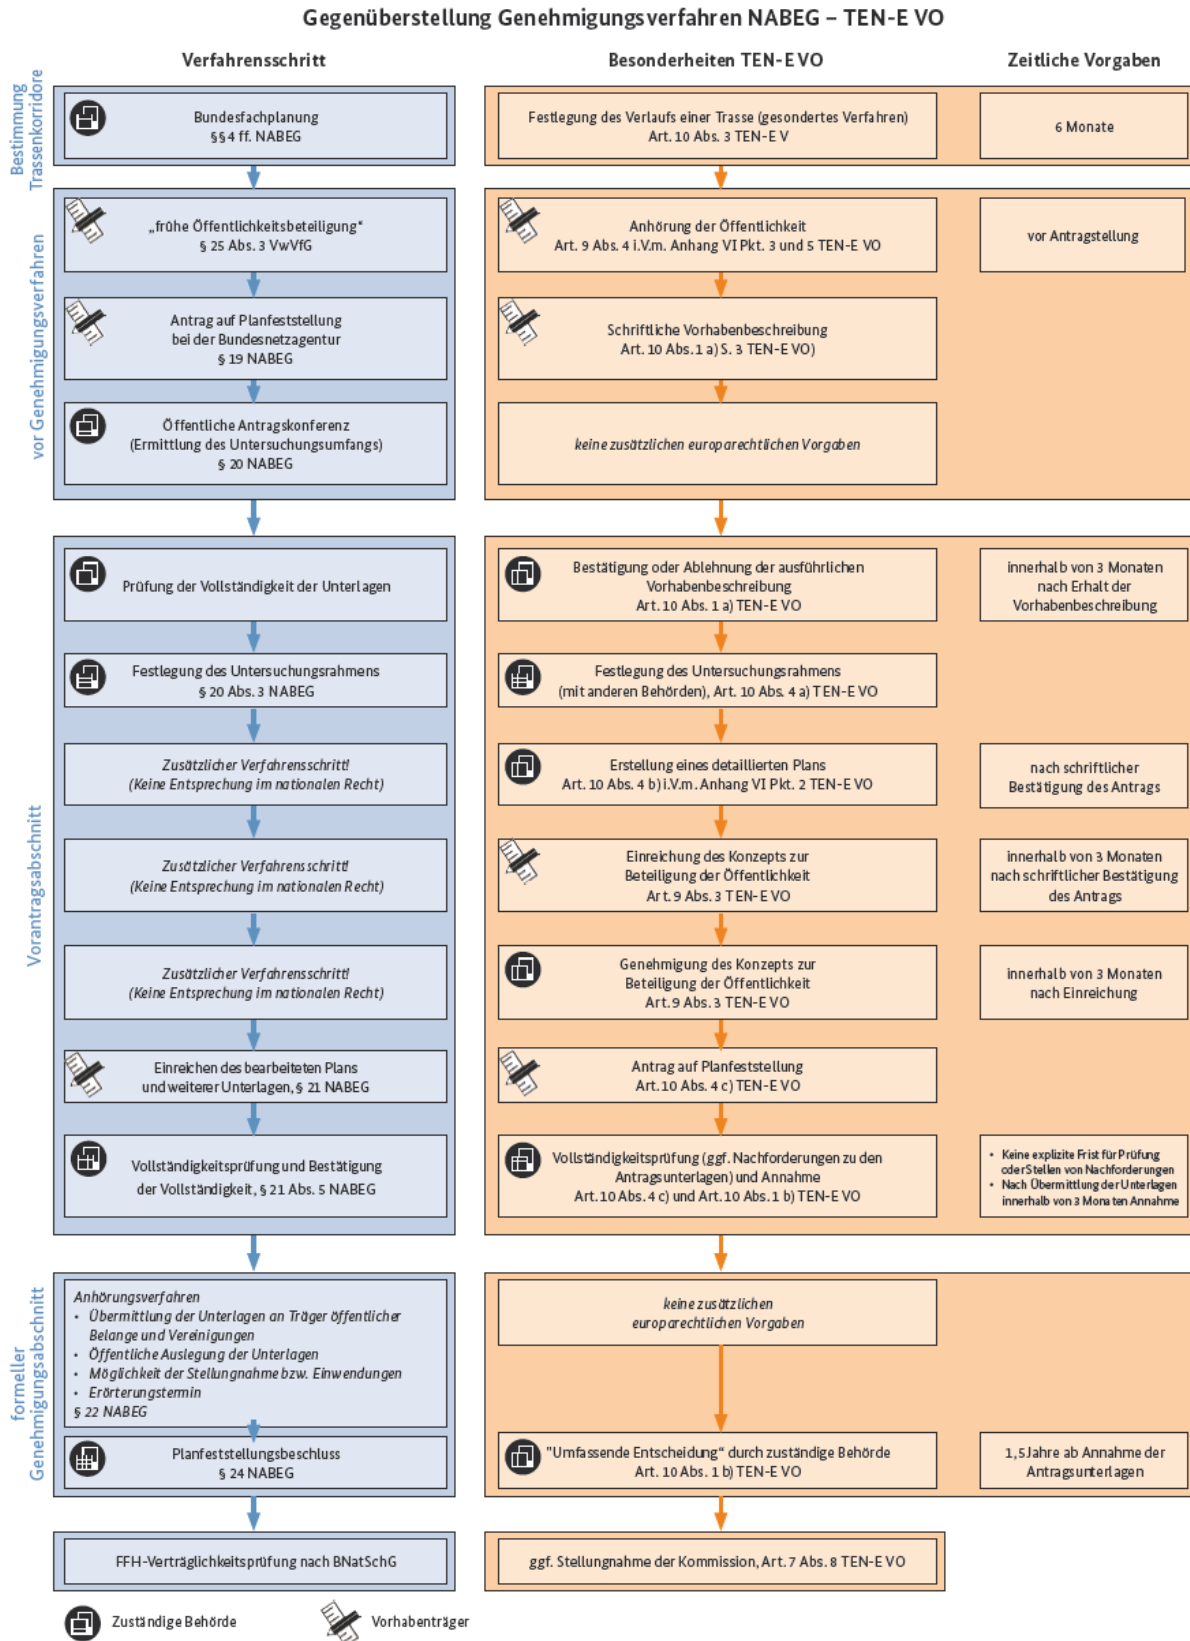 Gegenüberstellung Genehmigungsverfahren NABEG – TEN-E VO
Verfahrensschritt
Besonderheiten TEN-E VO
Zeitliche Vorgaben
Bestimmung
Trassenkorridore
Bundesfachplanung
§§4 ff. NABEG
Festlegung des Verlaufs einer Trasse (gesondertes Verfahren)
Art. 10 Abs. 3 TEN-E V
6 Monate
vor Genehmigungsverfahren
„frühe Öffentlichkeitsbeteiligung“
§ 25 Abs. 3 VwVfG
Anhörung der Öffentlichkeit
Art. 9 Abs. 4 i.V.m. Anhang VI Pkt. 3 und 5 TEN-E VO
vor Antragstellung
Antrag auf Planfeststellung
bei der Bundesnetzagentur
§ 19 NABEG
Schriftliche Vorhabenbeschreibung
Art. 10 Abs. 1 a) S. 3 TEN-E VO)
Öffentliche Antragskonferenz
(Ermittlung des Untersuchungsumfangs)
§ 20 NABEG
keine zusätzlichen europarechtlichen Vorgaben
Vorantragsabschnitt
Prüfung der Vollständigkeit der Unterlagen
Bestätigung oder Ablehnung der ausführlichen
Vorhabenbeschreibung
Art. 10 Abs. 1 a) TEN-E VO
innerhalb von 3 Monaten
nach Erhalt der
Vorhabenbeschreibung
Festlegung des Untersuchungsrahmens
§ 20 Abs. 3 NABEG
Festlegung des Untersuchungsrahmens
(mit anderen Behörden), Art. 10 Abs. 4 a) TEN-E VO
Zusätzlicher Verfahrensschritt!
(Keine Entsprechung im nationalen Recht)
Erstellung eines detaillierten Plans
Art. 10 Abs. 4 b) i.V.m. Anhang VI Pkt. 2 TEN-E VO
nach schriftlicher
Bestätigung des Antrags
Zusätzlicher Verfahrensschritt!
(Keine Entsprechung im nationalen Recht)
Einreichung des Konzepts zur
Beteiligung der Öffentlichkeit
Art. 9 Abs. 3 TEN-E VO
innerhalb von 3 Monaten
nach schriftlicher Bestätigung
des Antrags
Zusätzlicher Verfahrensschritt!
(Keine Entsprechung im nationalen Recht)
Genehmigung des Konzepts zur
Beteiligung der Öffentlichkeit
Art. 9 Abs. 3 TEN-E VO
innerhalb von 3 Monaten
nach Einreichung
Einreichen des bearbeiteten Plans
und weiterer Unterlagen, § 21 NABEG
Antrag auf Planfeststellung
Art. 10 Abs. 4 c) TEN-E VO
Vollständigkeitsprüfung und Bestätigung
der Vollständigkeit, § 21 Abs. 5 NABEG
Vollständigkeitsprüfung (ggf. Nachforderungen zu den
Antragsunterlagen) und Annahme
Art. 10 Abs. 4 c) und Art. 10 Abs. 1 b) TEN-E VO
• Keine explizite Frist für Prüfung
oder Stellen von Nachforderungen
• Nach Übermittlung der Unterlagen
innerhalb von 3 Monaten Annahme
formeller
Genehmigungsabschnitt
Anhörungsverfahren
• Übermittlung der Unterlagen an Träger öffentlicher
Belange und Vereinigungen
• Öffentliche Auslegung der Unterlagen
• Möglichkeit der Stellungnahme bzw. Einwendungen
• Erörterungstermin
§ 22 NABEG
keine zusätzlichen
europarechtlichen Vorgaben
Planfeststellungsbeschluss
§ 24 NABEG
"Umfassende Entscheidung“ durch zuständige Behörde
Art. 10 Abs. 1 b) TEN-E VO
1,5 Jahre ab Annahme der
Antragsunterlagen
FFH-Verträglichkeitsprüfung nach BNatSchG
ggf. Stellungnahme der Kommission, Art. 7 Abs. 8 TEN-E VO
Zuständige Behörde
Vorhabenträger